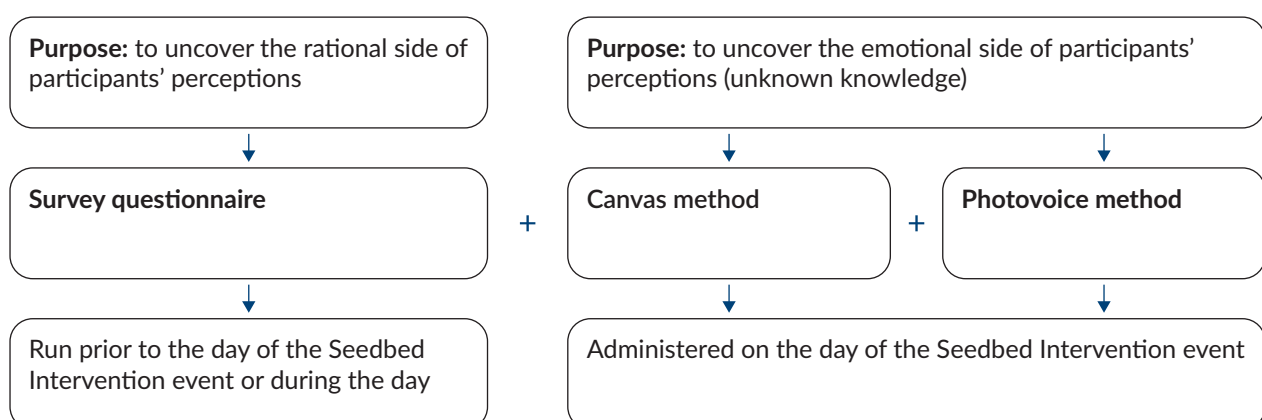 Purpose: to uncover the rational side of
participants’ perceptions
Purpose: to uncover the emotional side of participants’
perceptions (unknown knowledge)
Survey questionnaire
+
Canvas method
+
Photovoice method
Run prior to the day of the Seedbed
Intervention event or during the day
Administered on the day of the Seedbed Intervention event